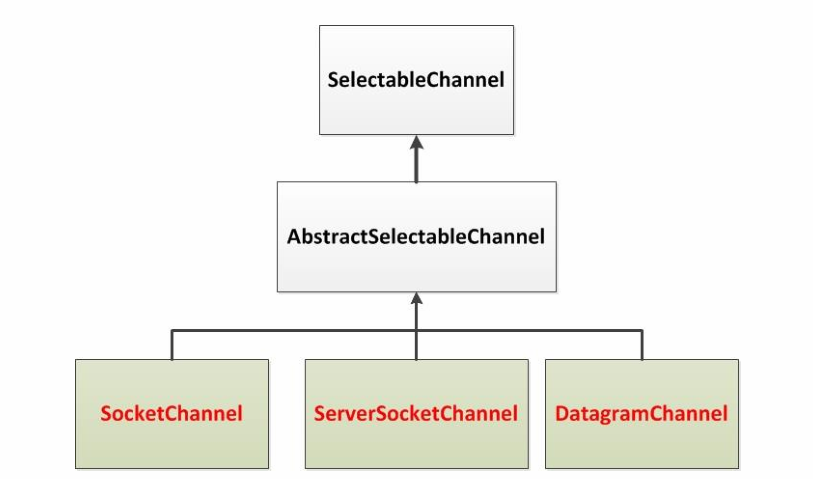 SelectableChannel
AbstractSelectableChannel
SocketChannel
ServerSocketChannel
DatagramChannel